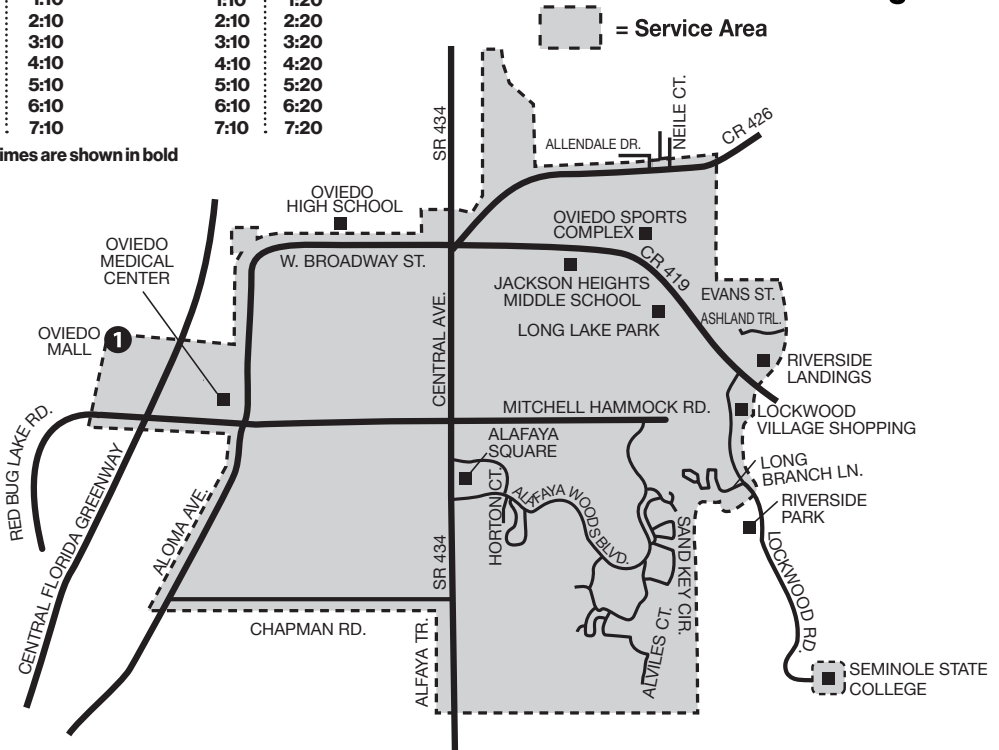 1:10 1:10 1:20
2:10 2:10 2:20
3:10 3:10 3:20
4:10 4:10 4:20
5:10 5:10 5:20
6:10 6:10 6:20
7:10 7:10 7:20
imes are shown in bold
= Service Area
SR 434
ALLENDALE DR.
NEILE CT.
CR 426
OVIEDO
HIGH SCHOOL
OVIEDO SPORTS
COMPLEX
OVIEDO
MEDICAL
CENTER
W. BROADWAY ST.
CR 419
JACKSON HEIGHTS
MIDDLE SCHOOL
EVANS ST.
ASHLAND TRL.
LONG LAKE PARK
OVIEDO
MALL
1
CENTRAL AVE.
RIVERSIDE
LANDINGS
MITCHELL HAMMOCK RD.
LOCKWOOD
VILLAGE SHOPPING
RED BUG LAKE RD.
ALAFAYA
SQUARE
LONG
BRANCH LN.
CENTRAL FLORIDA GREENWAY
ALOMA AVE.
HORTON CT.
ALAFAYA WOODS BLVD.
SAND KEY CIR.
RIVERSIDE
PARK
SR 434
LOCKWOOD RD.
CHAPMAN RD.
ALFAYA TR.
ALVILES CT.
SEMINOLE STATE
COLLEGE